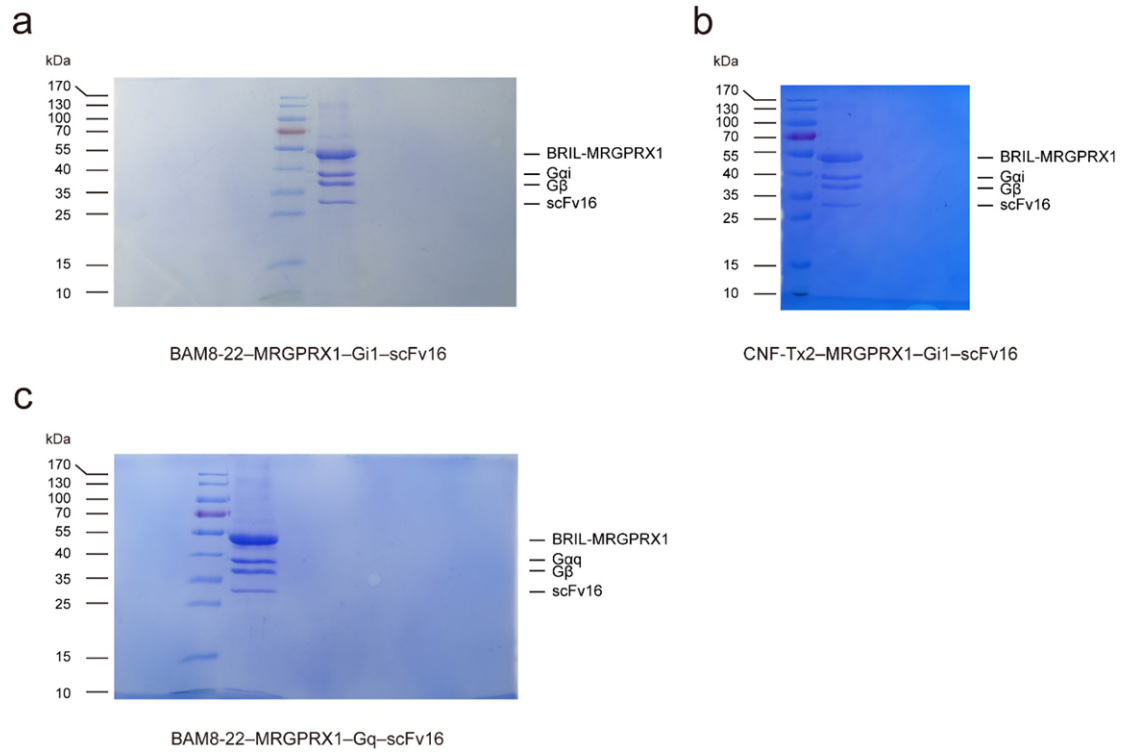 a
kDa
170
130
100
70
55
40
35
25
15
10
BRIL-MRGPRX1
Gαi
Gβ
scFv16
BAM8-22–MRGPRX1–Gi1–scFv16
b
kDa
170
130
100
70
55
40
35
25
15
10
BRIL-MRGPRX1
Gαi
Gβ
scFv16
CNF-Tx2–MRGPRX1–Gi1–scFv16
c
kDa
170
130
100
70
55
40
35
25
15
10
BRIL-MRGPRX1
Gαq
Gβ
scFv16
BAM8-22–MRGPRX1–Gq–scFv16